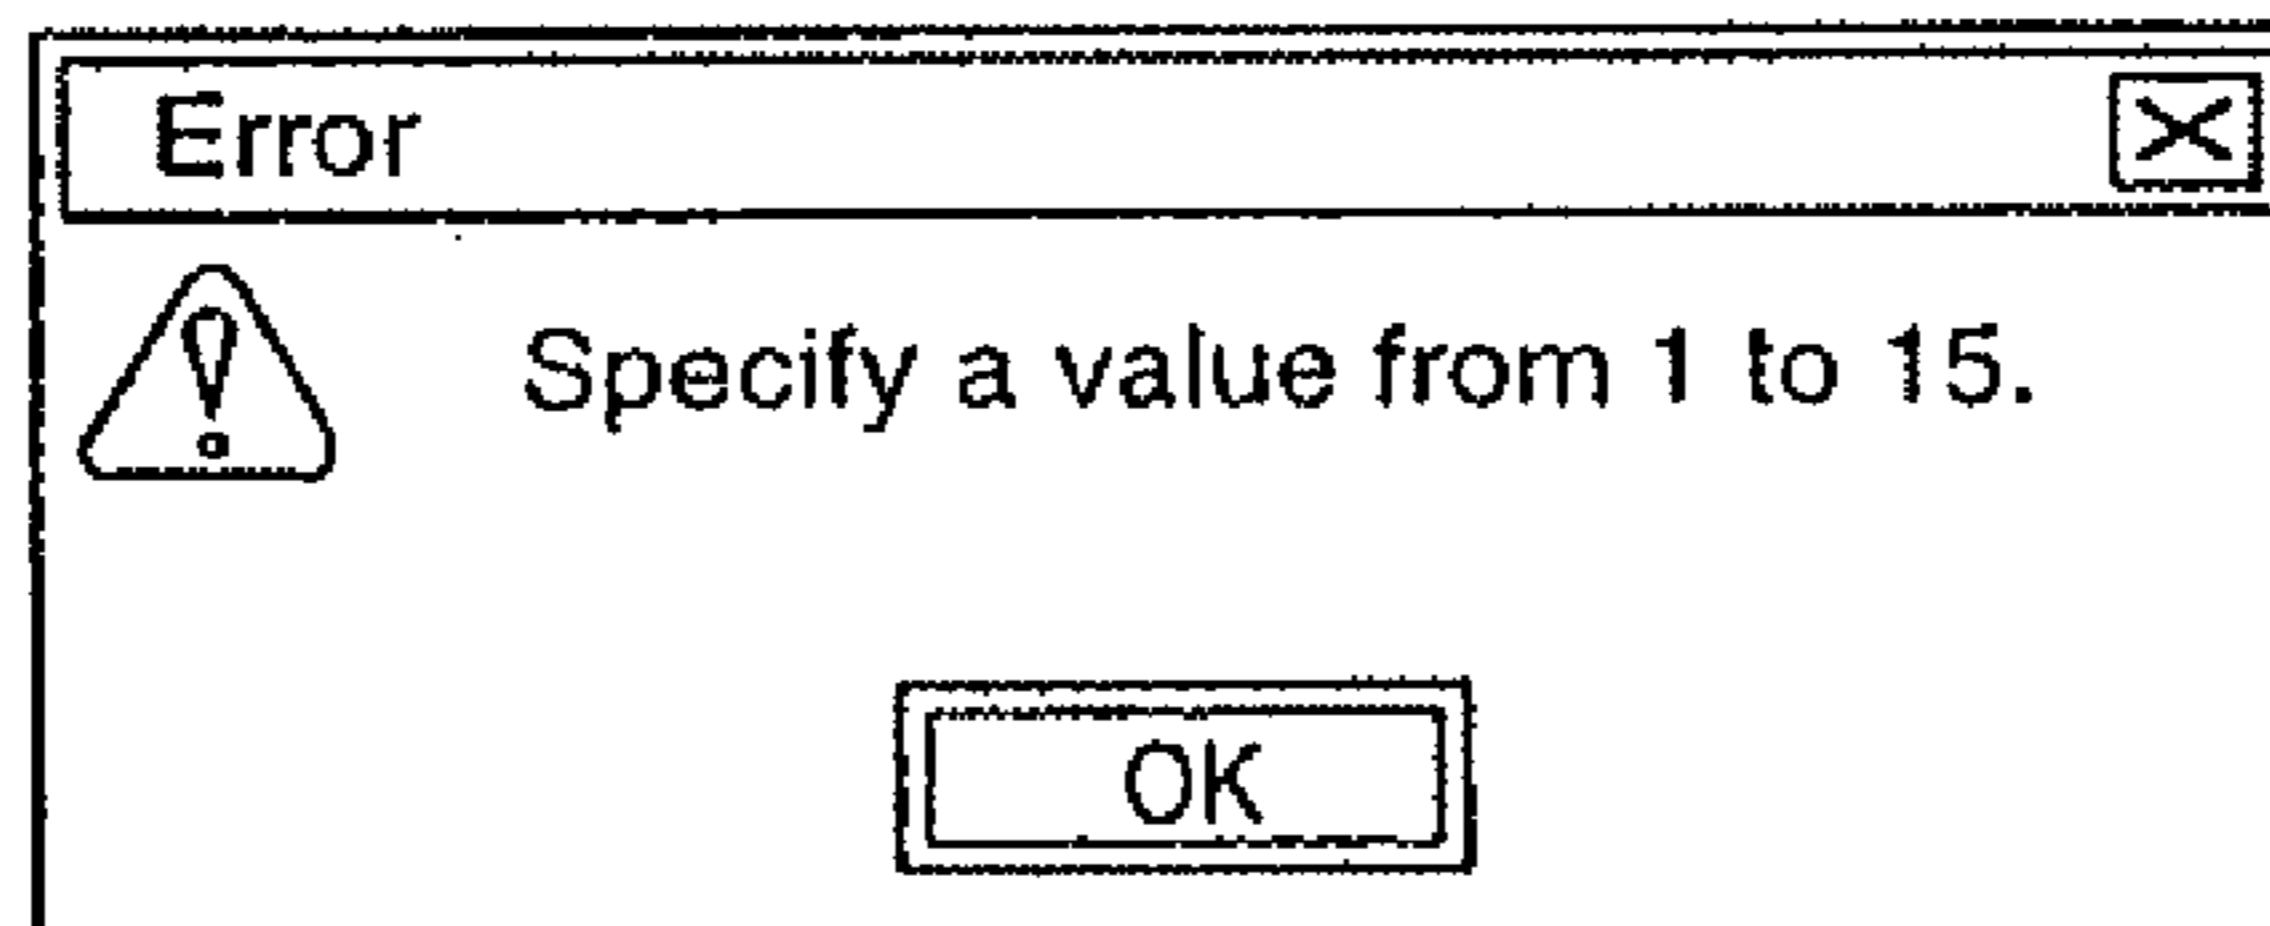 Error
Specify a value from 1 to 15.
OK